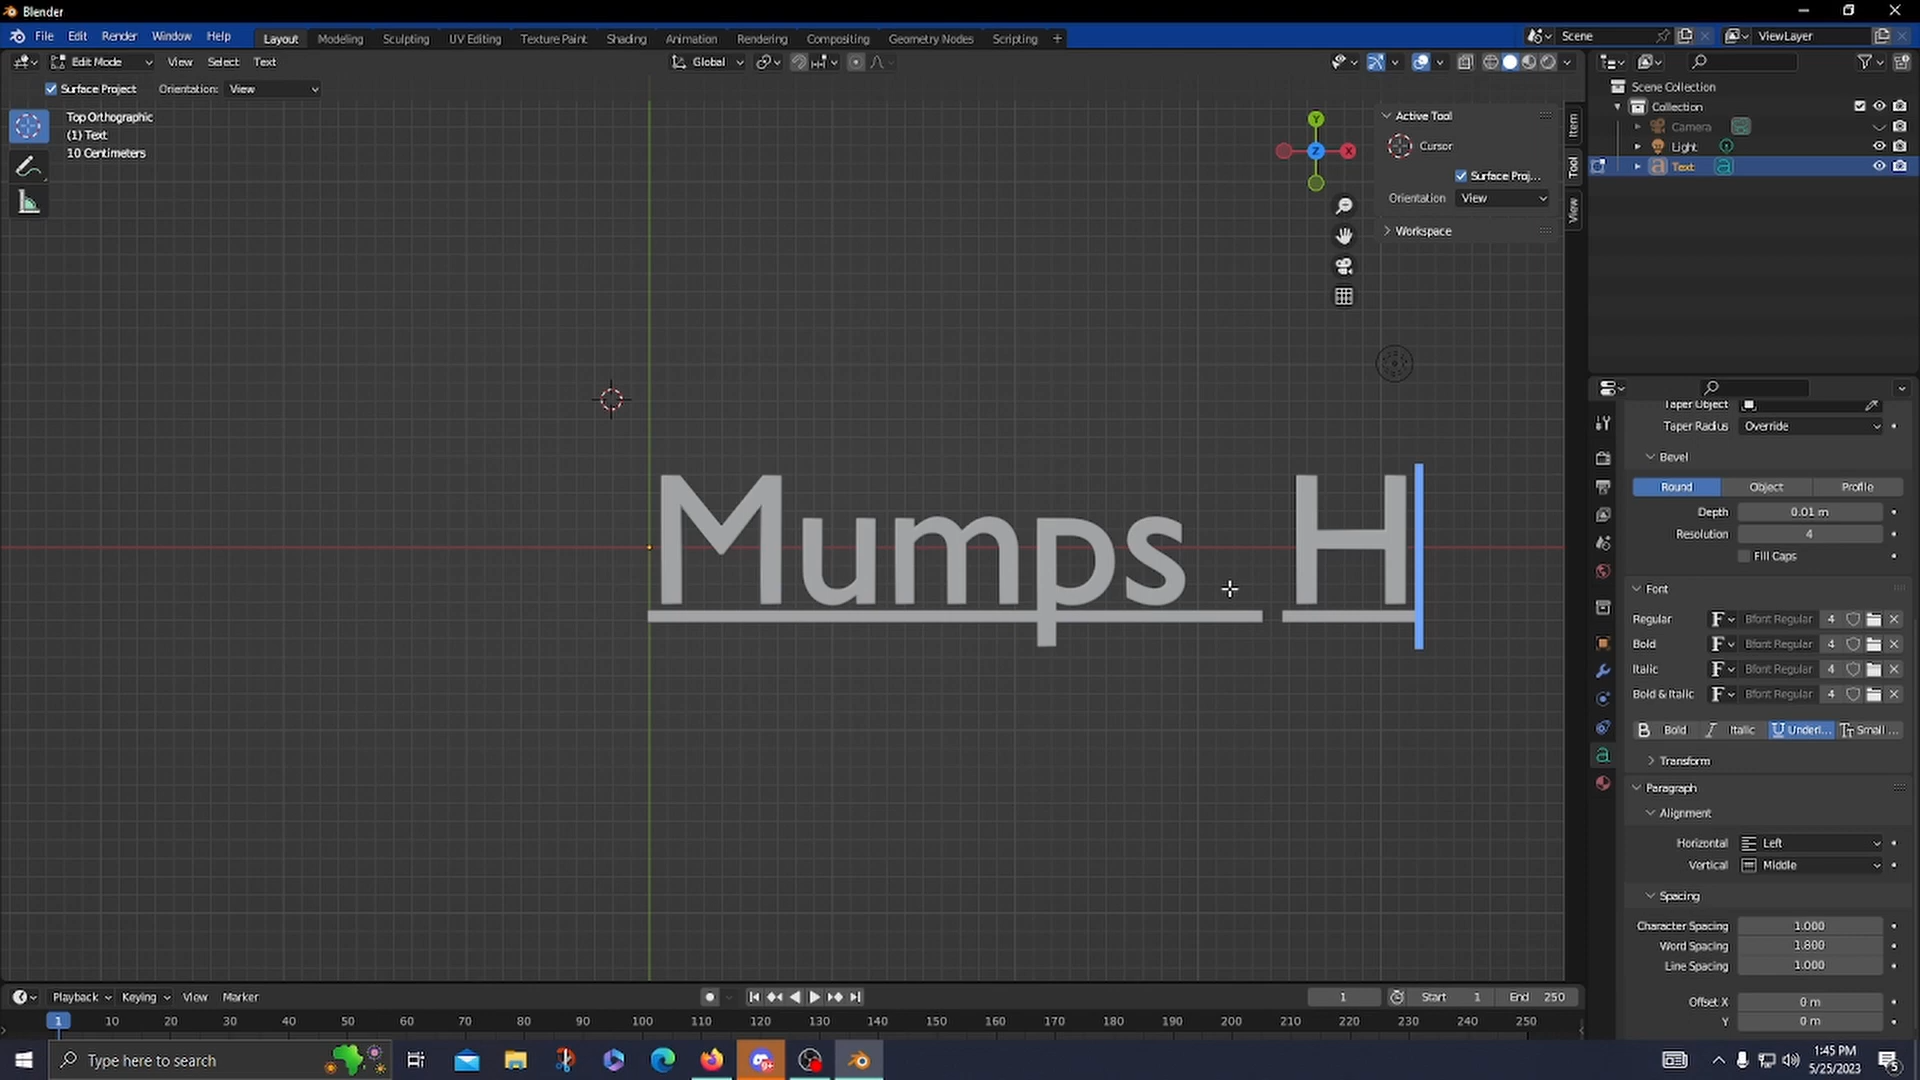 Blender
File Edit Render Window Help Layout Modeling Sculpting UV Editing Texture Paint Shading Animation Rendering Compositing Geometry Nodes Scripting + Scene ViewLayer
Edit Mode View Select Text Global
Surface Project Orientation: View
Top Orthographic
(1) Text
10 Centimeters
Y
X
Z
Active Tool
Cursor
Surface Proj...
Orientation View
Workspace
Item
Tool
View
Scene Collection
Collection
Camera
Light
Text
Mumps H
Taper Object
Taper Radius Override
Bevel
Round Object Profile
Depth 0.01 m
Resolution 4
Fill Caps
Font
Regular F Bfont Regular 4
Bold F Bfont Regular 4
Italic F Bfont Regular 4
Bold & Italic F Bfont Regular 4
B Bold I Italic U Underl... Tт Small ...
Transform
Paragraph
Alignment
Horizontal Left
Vertical Middle
Spacing
Character Spacing 1.000
Word Spacing 1.800
Line Spacing 1.000
Offset X 0 m
Y 0 m
Playback Keying View Marker 1 Start 1 End 250
1 10 20 30 40 50 60 70 80 90 100 110 120 130 140 150 160 170 180 190 200 210 220 230 240 250
Type here to search
1:45 PM
5/25/2023
5